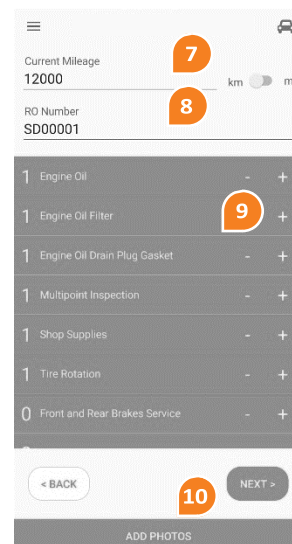 7
Current Mileage
12000
km m
8
RO Number
SD00001
1 Engine Oil - +
1 Engine Oil Filter - +
9
1 Engine Oil Drain Plug Gasket - +
1 Multipoint Inspection - +
1 Shop Supplies - +
1 Tire Rotation - +
0 Front and Rear Brakes Service - +
< BACK NEXT >
10
ADD PHOTOS